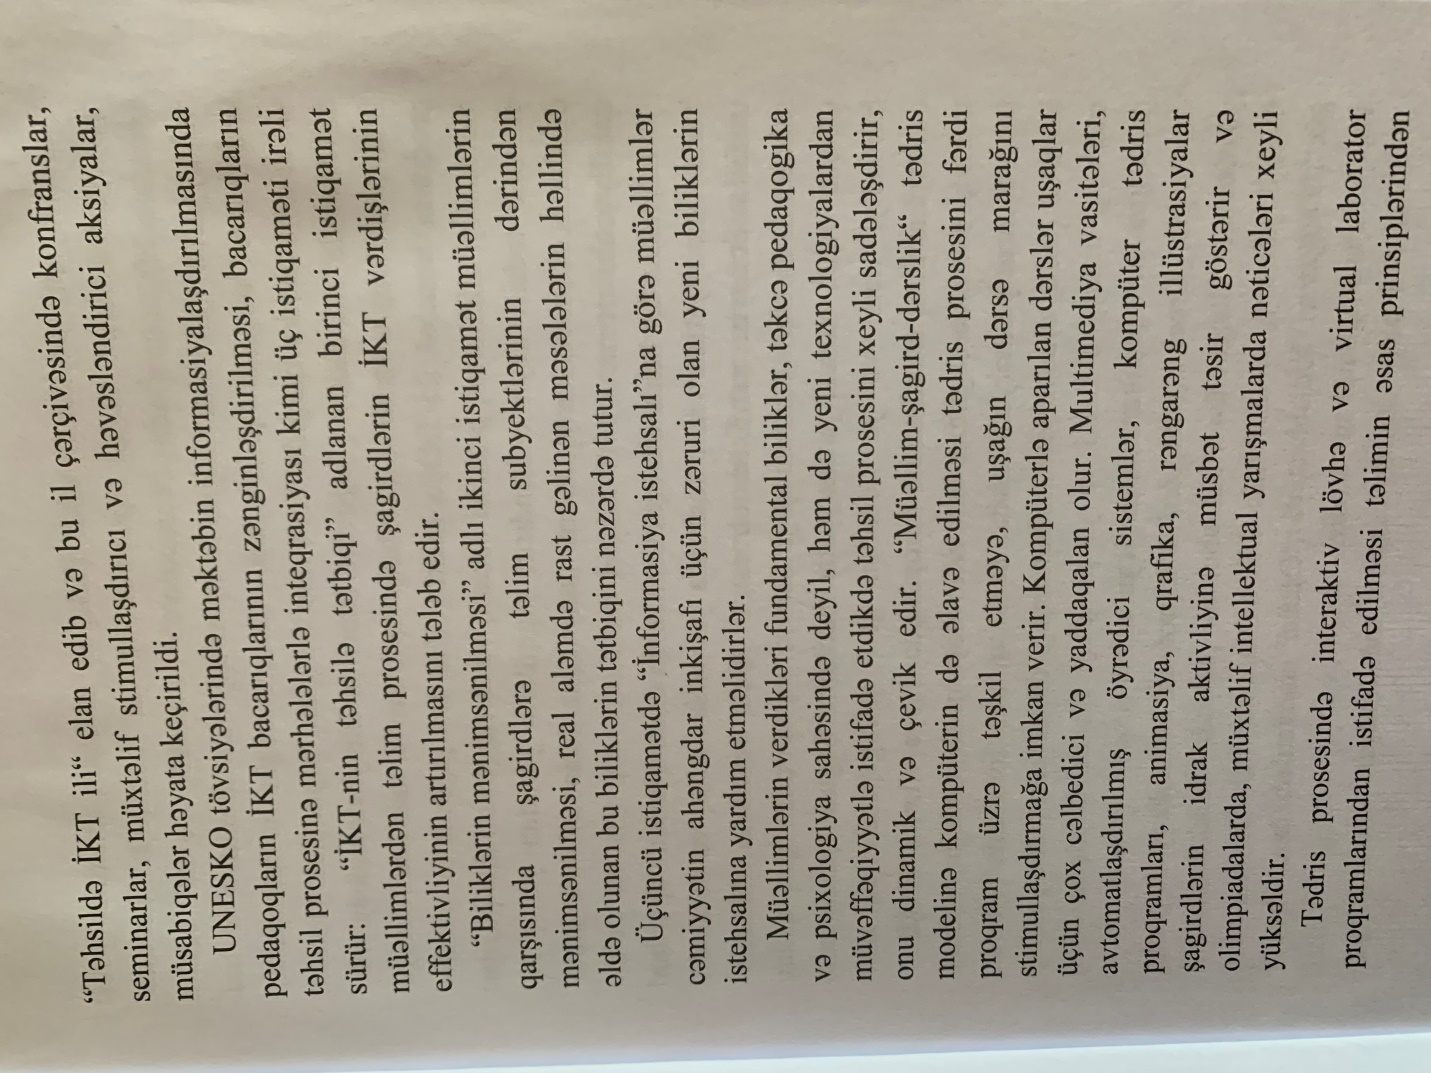 “Təhsildə İKT ili“ elan edib və bu il çərçivəsində konfranslar,
seminarlar, müxtəlif stimullaşdırıcı və həvəsləndirici aksiyalar,
müsabiqələr həyata keçirildi.
UNESKO tövsiyələrində məktəbin informasiyalaşdırılmasında
pedaqoqların İKT bacarıqlarının zənginləşdirilməsi, bacarıqların
təhsil prosesinə mərhələlərlə inteqrasiyası kimi üç istiqaməti irəli
sürür: “İKT-nin təhsilə tətbiqi” adlanan birinci istiqamət
müəllimlərdən təlim prosesində şagirdlərin İKT vərdişlərinin
effektivliyinin artırılmasını tələb edir.
“Biliklərin mənimsənilməsi” adlı ikinci istiqamət müəllimlərin
qarşısında şagirdlərə təlim subyektlərinin dərindən
mənimsənilməsi, real aləmdə rast gəlinən məsələlərin həllində
əldə olunan bu biliklərin tətbiqini nəzərdə tutur.
Üçüncü istiqamətdə “İnformasiya istehsalı”na görə müəllimlər
cəmiyyətin ahəngdar inkişafı üçün zəruri olan yeni biliklərin
istehsalına yardım etməlidirlər.
Müəllimlərin verdikləri fundamental biliklər, təkcə pedaqogika
və psixologiya sahəsində deyil, həm də yeni texnologiyalardan
müvəffəqiyyətlə istifadə etdikdə təhsil prosesini xeyli sadələşdirir,
onu dinamik və çevik edir. “Müəllim-şagird-dərslik“ tədris
modelinə kompüterin də əlavə edilməsi tədris prosesini fərdi
proqram üzrə təşkil etməyə, uşağın dərsə marağını
stimullaşdırmağa imkan verir. Kompüterlə aparılan dərslər uşaqlar
üçün çox cəlbedici və yaddaqalan olur. Multimediya vasitələri,
avtomatlaşdırılmış öyrədici sistemlər, kompüter tədris
proqramları, animasiya, qrafika, rəngarəng illüstrasiyalar
şagirdlərin idrak aktivliyinə müsbət təsir göstərir və
olimpiadalarda, müxtəlif intellektual yarışmalarda nəticələri xeyli
yüksəldir.
Tədris prosesində interaktiv lövhə və virtual laborator
proqramlarından istifadə edilməsi təlimin əsas prinsiplərindən